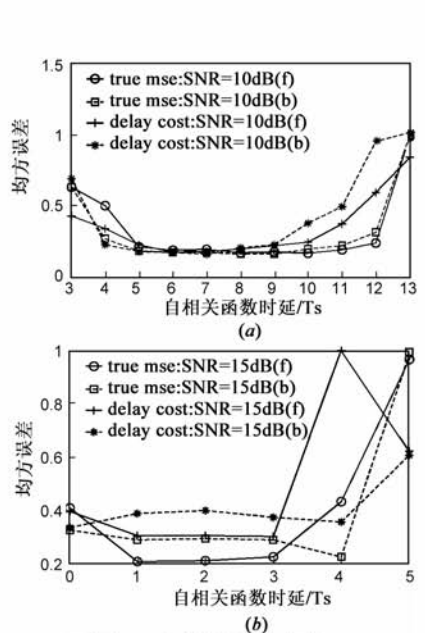 1.5
true mse:SNR=10dB(f)
true mse:SNR=10dB(b)
delay cost:SNR=10dB(f)
delay cost:SNR=10dB(b)
1
0.5
0
均方误差
3 4 5 6 7 8 9 10 11 12 13
自相关函数时延/Ts
(a)
1
true mse:SNR=15dB(f)
true mse:SNR=15dB(b)
delay cost:SNR=15dB(f)
delay cost:SNR=15dB(b)
0.8
0.6
0.4
0.2
均方误差
0 1 2 3 4 5
自相关函数时延/Ts
(b)